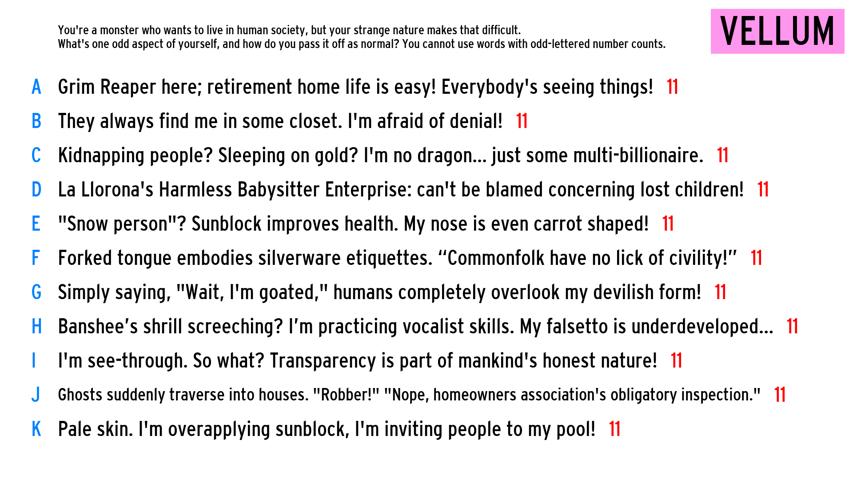 You're a monster who wants to live in human society, but your strange nature makes that difficult.
What's one odd aspect of yourself, and how do you pass it off as normal? You cannot use words with odd-lettered number counts.
VELLUM
A Grim Reaper here; retirement home life is easy! Everybody's seeing things! 11
B They always find me in some closet. I'm afraid of denial! 11
C Kidnapping people? Sleeping on gold? I'm no dragon... just some multi-billionaire. 11
D La Llorona's Harmless Babysitter Enterprise: can't be blamed concerning lost children! 11
E "Snow person"? Sunblock improves health. My nose is even carrot shaped! 11
F Forked tongue embodies silverware etiquettes. “Commonfolk have no lick of civility!” 11
G Simply saying, "Wait, I'm goated," humans completely overlook my devilish form! 11
H Banshee’s shrill screeching? I’m practicing vocalist skills. My falsetto is underdeveloped... 11
I I'm see-through. So what? Transparency is part of mankind's honest nature! 11
J Ghosts suddenly traverse into houses. "Robber!" "Nope, homeowners association's obligatory inspection." 11
K Pale skin. I'm overapplying sunblock, I'm inviting people to my pool! 11